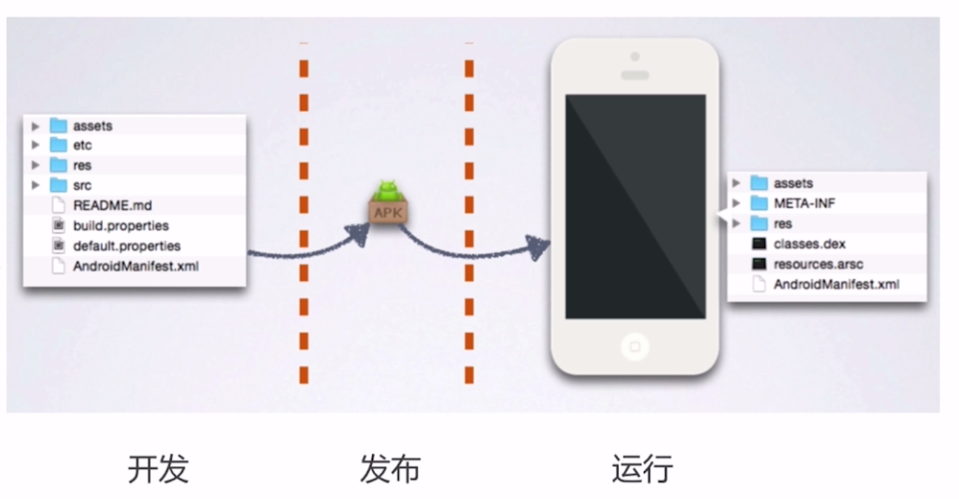 assets
etc
res
src
README.md
build.properties
default.properties
AndroidManifest.xml
APK
assets
META-INF
res
classes.dex
resources.arsc
AndroidManifest.xml
开发
发布
运行